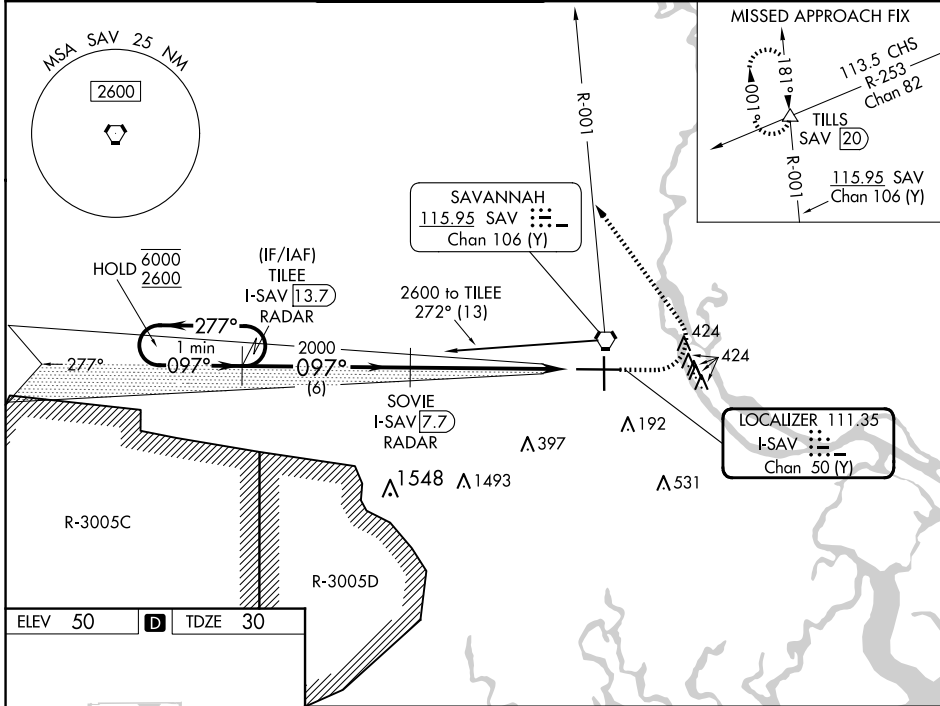 MSA SAV 25 NM
2600
HOLD 6000
2600
277°
1 min
097°
277°
(IF/IAF)
TILEE
I-SAV 13.7
RADAR
2000
097°
(6)
2600 to TILEE
272° (13)
SOVIE
I-SAV 7.7
RADAR
SAVANNAH
115.95 SAV
Chan 106 (Y)
R-001
424
424
192
397
1548
1493
531
LOCALIZER 111.35
I-SAV
Chan 50 (Y)
MISSED APPROACH FIX
181°
001°
113.5 CHS
R-253
Chan 82
TILLS
SAV 20
R-001
115.95 SAV
Chan 106 (Y)
R-3005C
R-3005D
ELEV 50 D TDZE 30